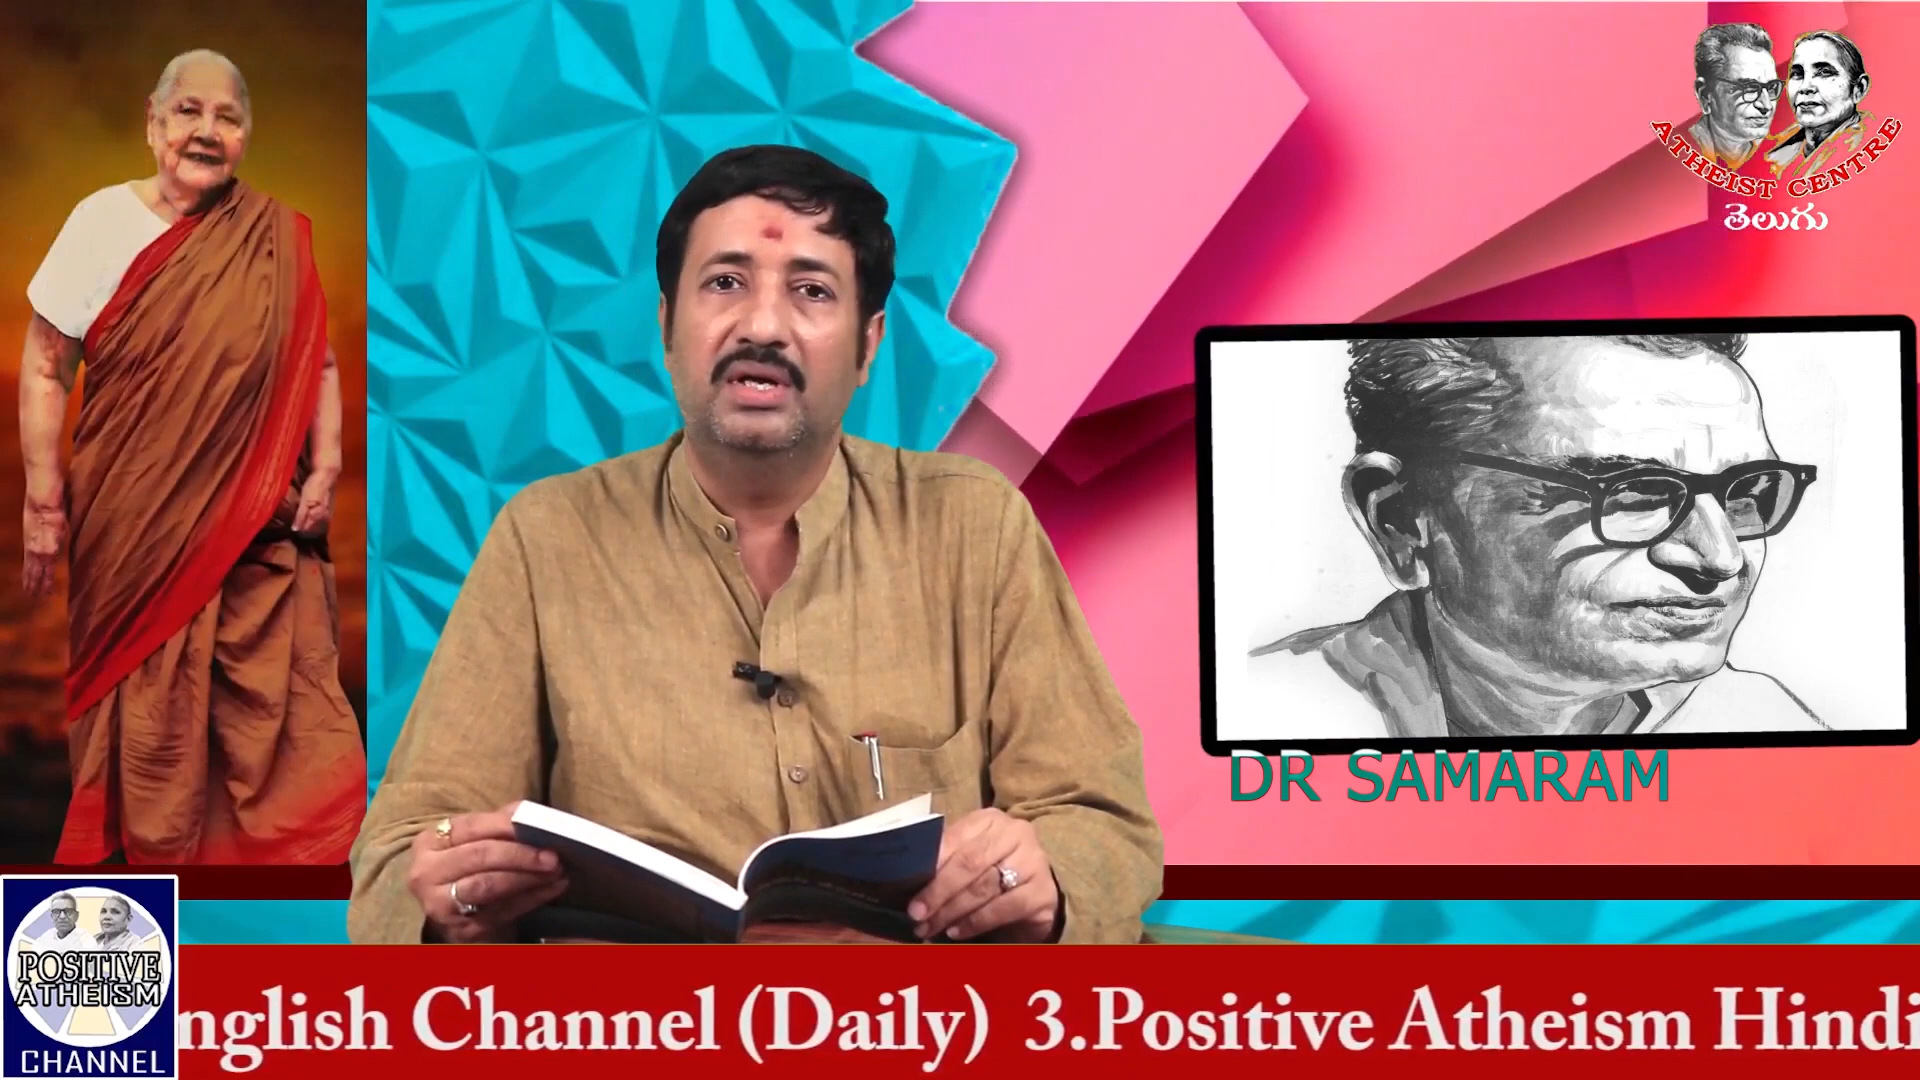 ATHEIST CENTRE
తెలుగు
DR SAMARAM
POSITIVE
ATHEISM
CHANNEL
nglish Channel (Daily) 3.Positive Atheism Hindi